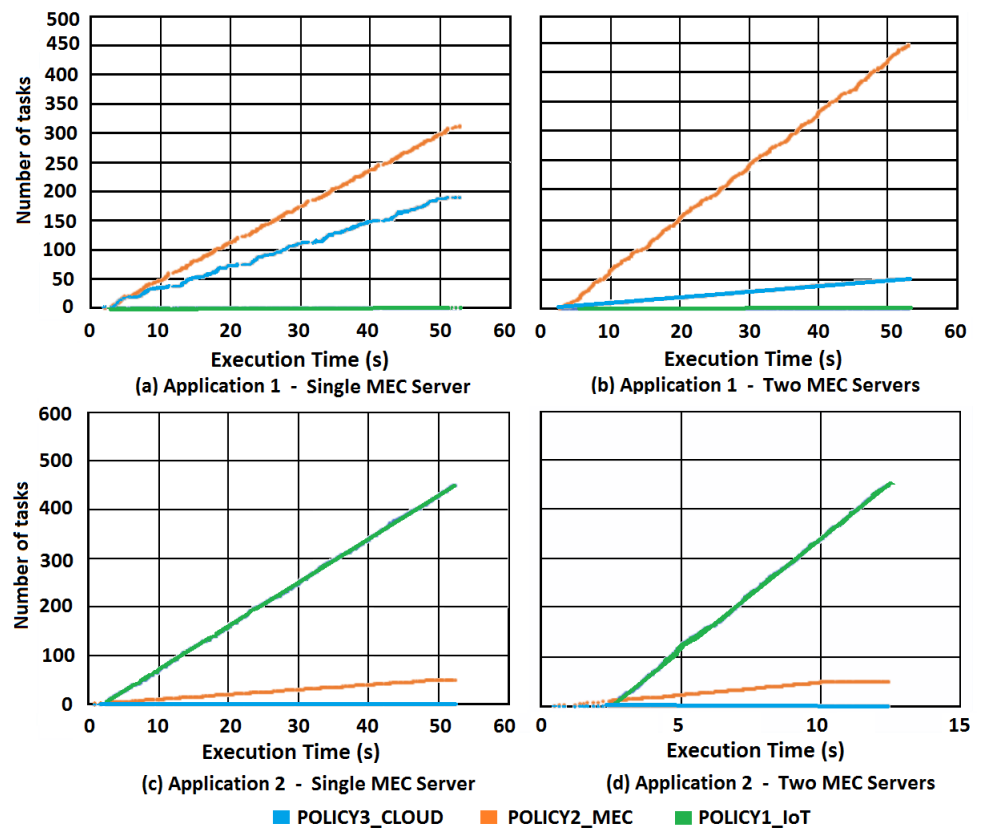 500
450
400
350
300
250
200
150
100
50
0
Number of tasks
0 10 20 30 40 50 60
Execution Time (s)
(a) Application 1 - Single MEC Server
0 10 20 30 40 50 60
Execution Time (s)
(b) Application 1 - Two MEC Servers
600
500
400
300
200
100
0
Number of tasks
0 10 20 30 40 50 60
Execution Time (s)
(c) Application 2 - Single MEC Server
0 5 10 15
Execution Time (s)
(d) Application 2 - Two MEC Servers
POLICY3_CLOUD POLICY2_MEC POLICY1_IoT